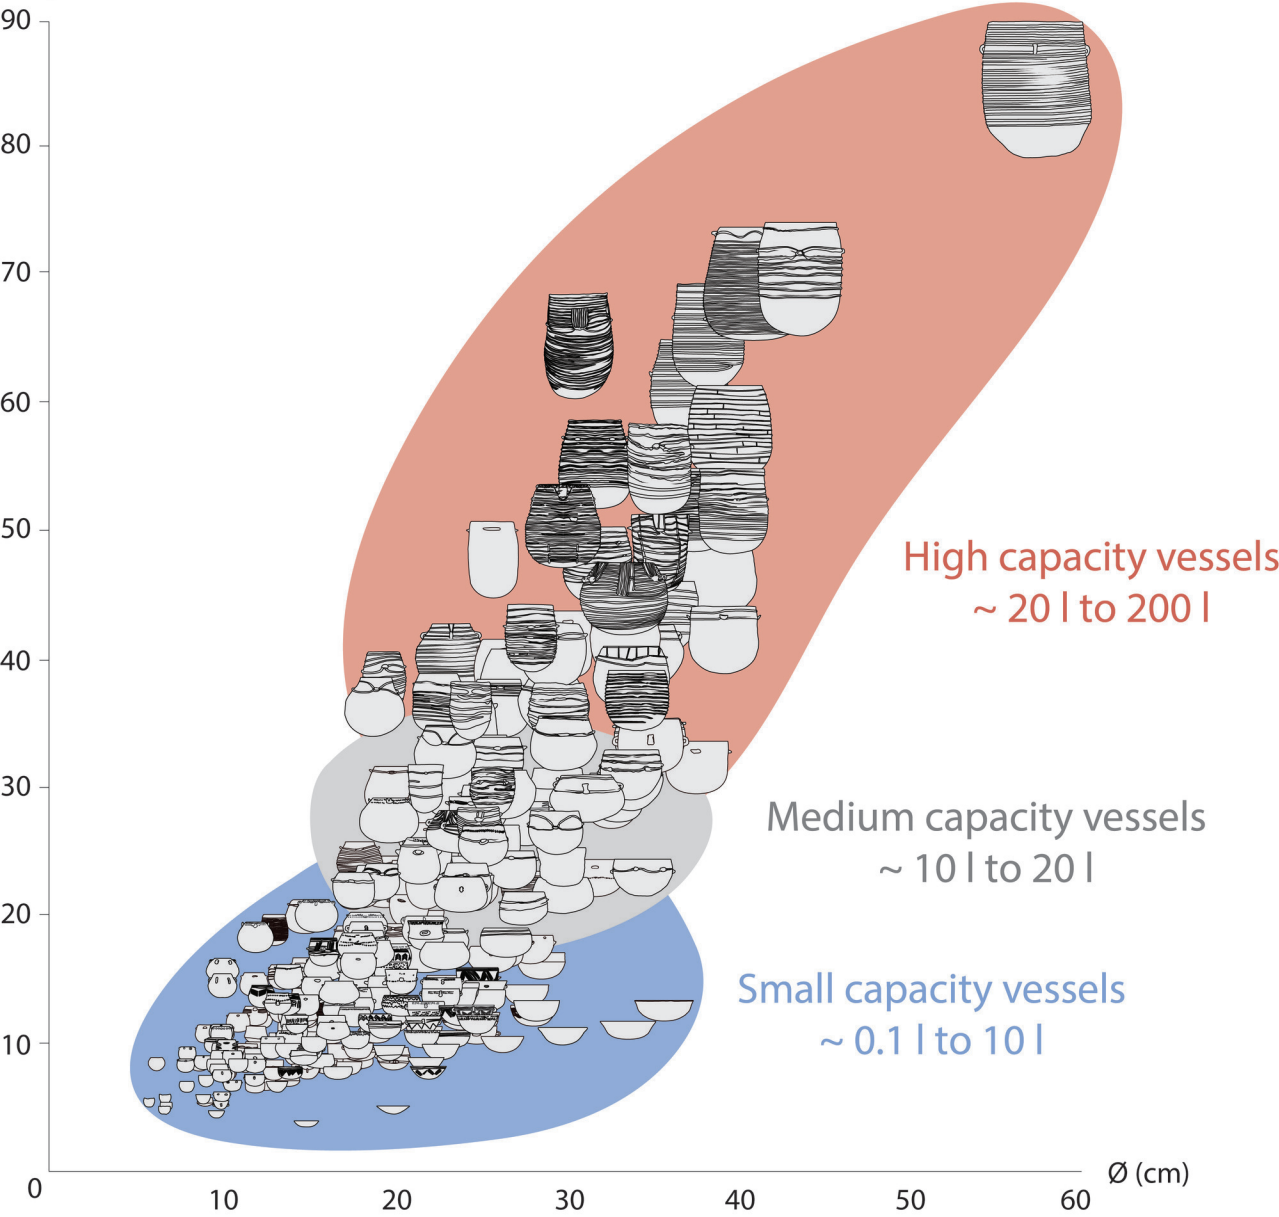 90
80
70
60
50
40
30
20
10
0
High capacity vessels
~ 20 l to 200 l
Medium capacity vessels
~ 10 l to 20 l
Small capacity vessels
~ 0.1 l to 10 l
10 20 30 40 50 60
Ø (cm)